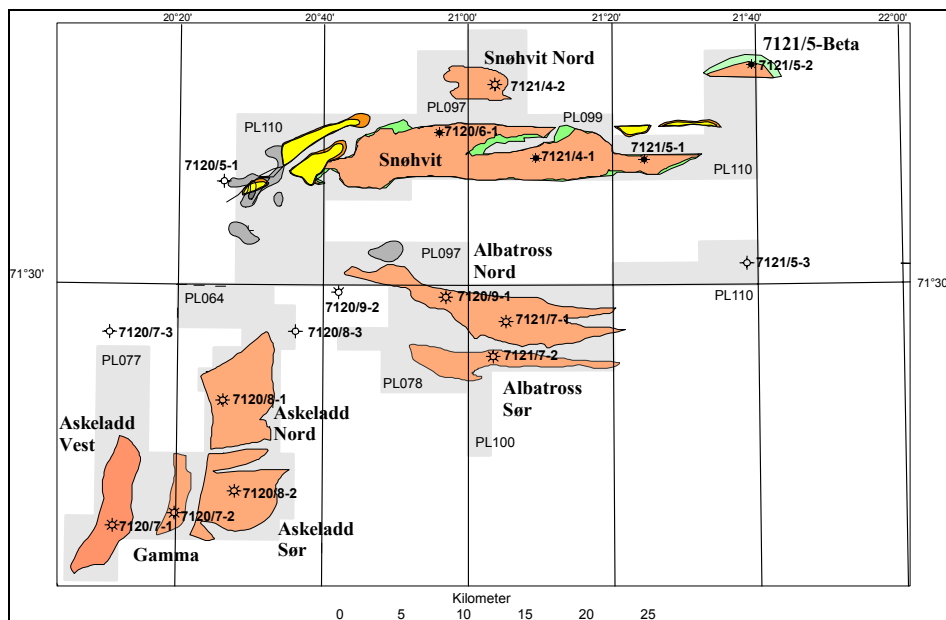 20°20' 20°40' 21°00' 21°20' 21°40' 22°00'
Snøhvit Nord
7121/5-Beta
7121/5-2
7121/4-2
PL097
PL099
PL110
7120/6-1
7120/5-1
Snøhvit
7121/4-1
7121/5-1
PL110
PL097
Albatross
Nord
7121/5-3
71°30'
71°30'
PL064
7120/9-2
7120/9-1
PL110
7120/7-3
7120/8-3
7121/7-1
PL077
7121/7-2
PL078
Albatross
Sør
7120/8-1
Askeladd
Nord
Askeladd
Vest
PL100
7120/8-2
7120/7-1
7120/7-2
Gamma
Askeladd
Sør
Kilometer
0 5 10 15 20 25